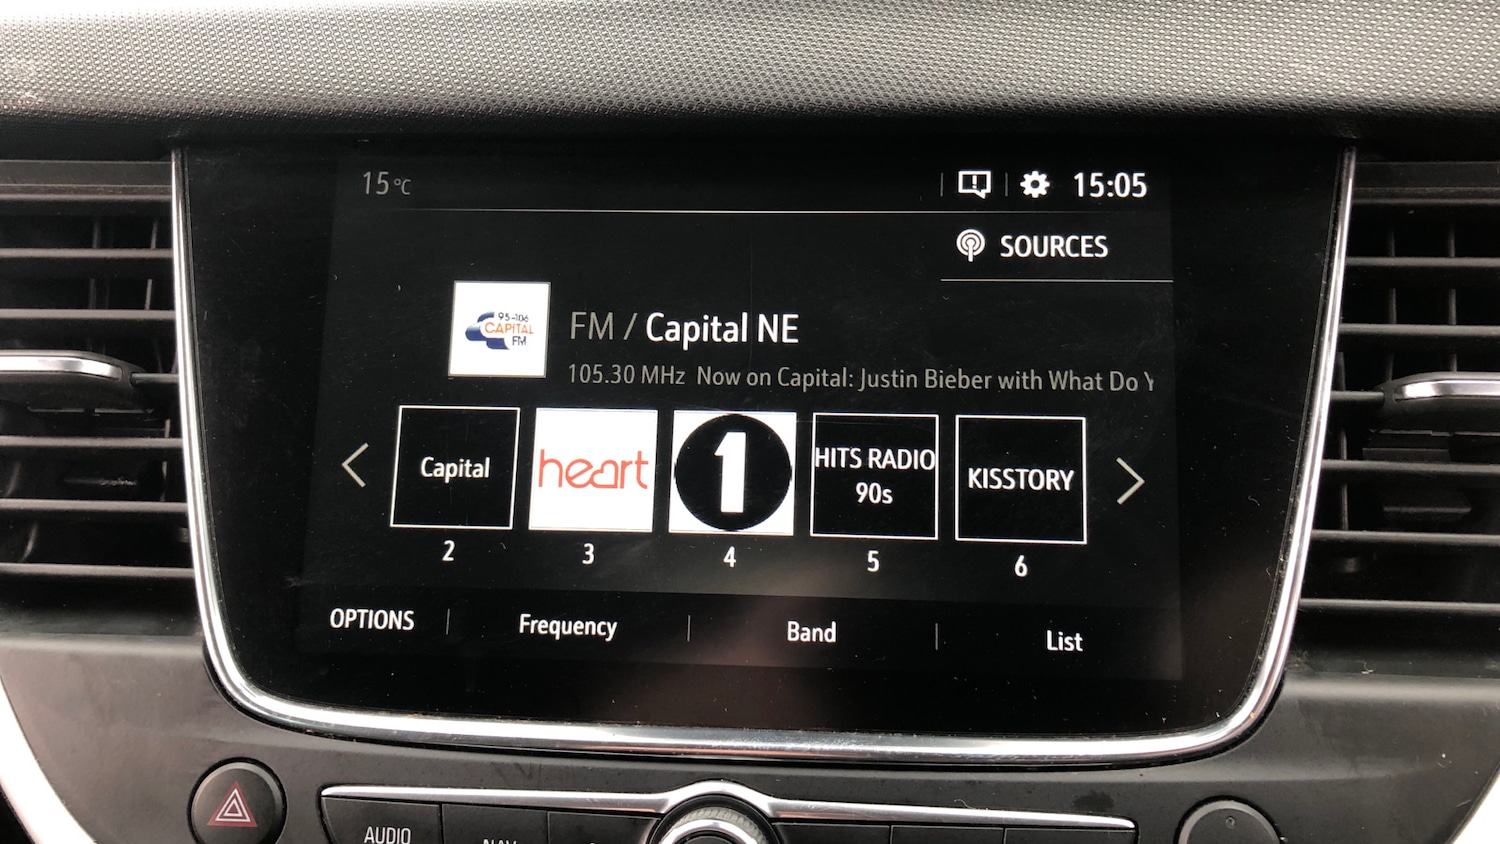 15°C
15:05
SOURCES
95-106
CAPITAL
FM
FM / Capital NE
105.30 MHz Now on Capital: Justin Bieber with What Do
Capital
heart
1
HITS RADIO
90s
KISSTORY
2
3
4
5
6
OPTIONS
Frequency
Band
List
AUDIO